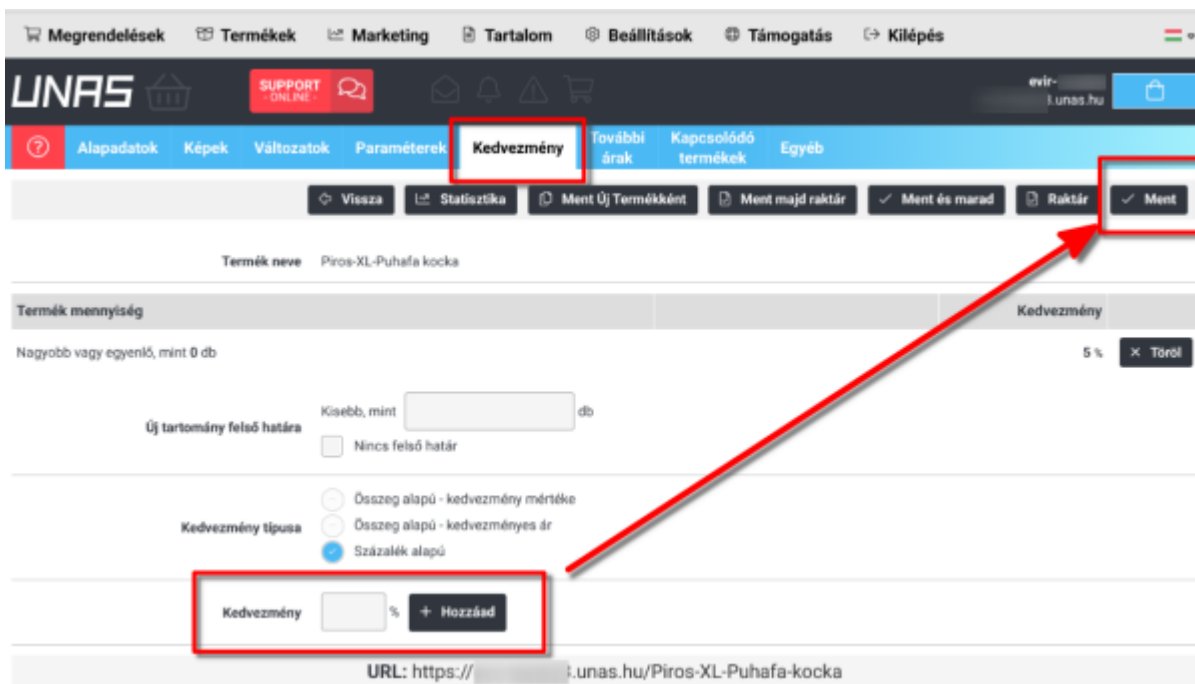 Megrendelések Termékek Marketing Tartalom Beállítások Támogatás Kilépés
UNAS SUPPORT evir-
- ONLINE - .unas.hu
? Alapadatok Képek Változatok Paraméterek Kedvezmény További árak Kapcsolódó termékek Egyéb
Vissza Statisztika Ment Új Termékként Ment majd raktár Ment és marad Raktár Ment
Termék neve Piros-XL-Puhafa kocka
Termék mennyiség Kedvezmény
Nagyobb vagy egyenlő, mint 0 db 5 % × Töröl
Új tartomány felső határa Kisebb, mint db
Nincs felső határ
Kedvezmény típusa
Összeg alapú - kedvezmény mértéke
Összeg alapú - kedvezményes ár
Százalék alapú
Kedvezmény % + Hozzáad
URL: https:// .unas.hu/Piros-XL-Puhafa-kocka